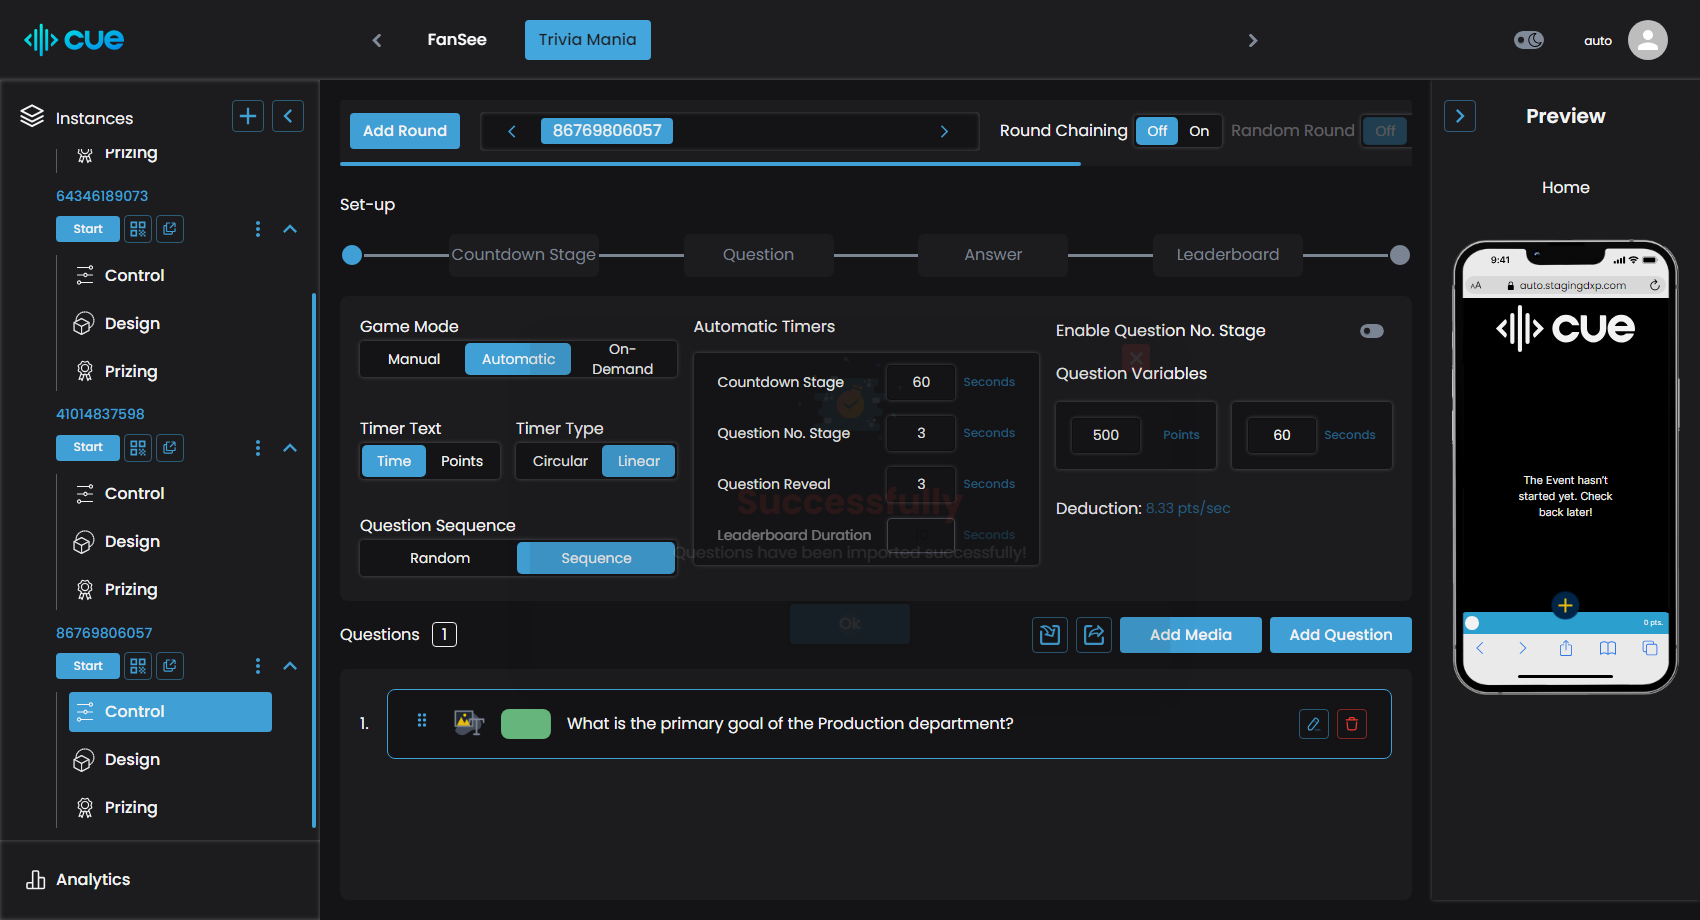 cue
FanSee
Trivia Mania
auto
Instances
Prizing
64346189073
Start
Control
Design
Prizing
41014837598
Start
Control
Design
Prizing
86769806057
Start
Control
Design
Prizing
Analytics
Add Round
86769806057
Round Chaining
Off
On
Random Round
Off
Set-up
Countdown Stage
Question
Answer
Leaderboard
Game Mode
Manual
Automatic
On-
Demand
Timer Text
Time
Points
Timer Type
Circular
Linear
Question Sequence
Random
Sequence
Automatic Timers
Countdown Stage
60
Seconds
Question No. Stage
3
Seconds
Question Reveal
3
Seconds
Leaderboard Duration
Seconds
Enable Question No. Stage
Question Variables
500
Points
60
Seconds
Deduction: 8.33 pts/sec
Successfully
Questions have been imported successfully!
Ok
Questions
1
Add Media
Add Question
1.
What is the primary goal of the Production department?
Preview
Home
9:41
AA
auto.stagingdxp.com
cue
The Event hasn't
started yet. Check
back later!
0 pts.